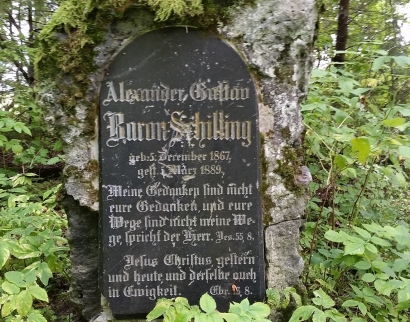 Alexander Gustav
Baron Schilling
geb. 5. December 1867,
gest. 1. März 1889.
Meine Gedanken sind nicht
eure Gedanken, und eure
Wege sind nicht meine We-
ge spricht der Herr. Jes. 55, 8.
Jesus Christus gestern
und heute und derselbe auch
in Ewigkeit. Ebr. 13, 8.